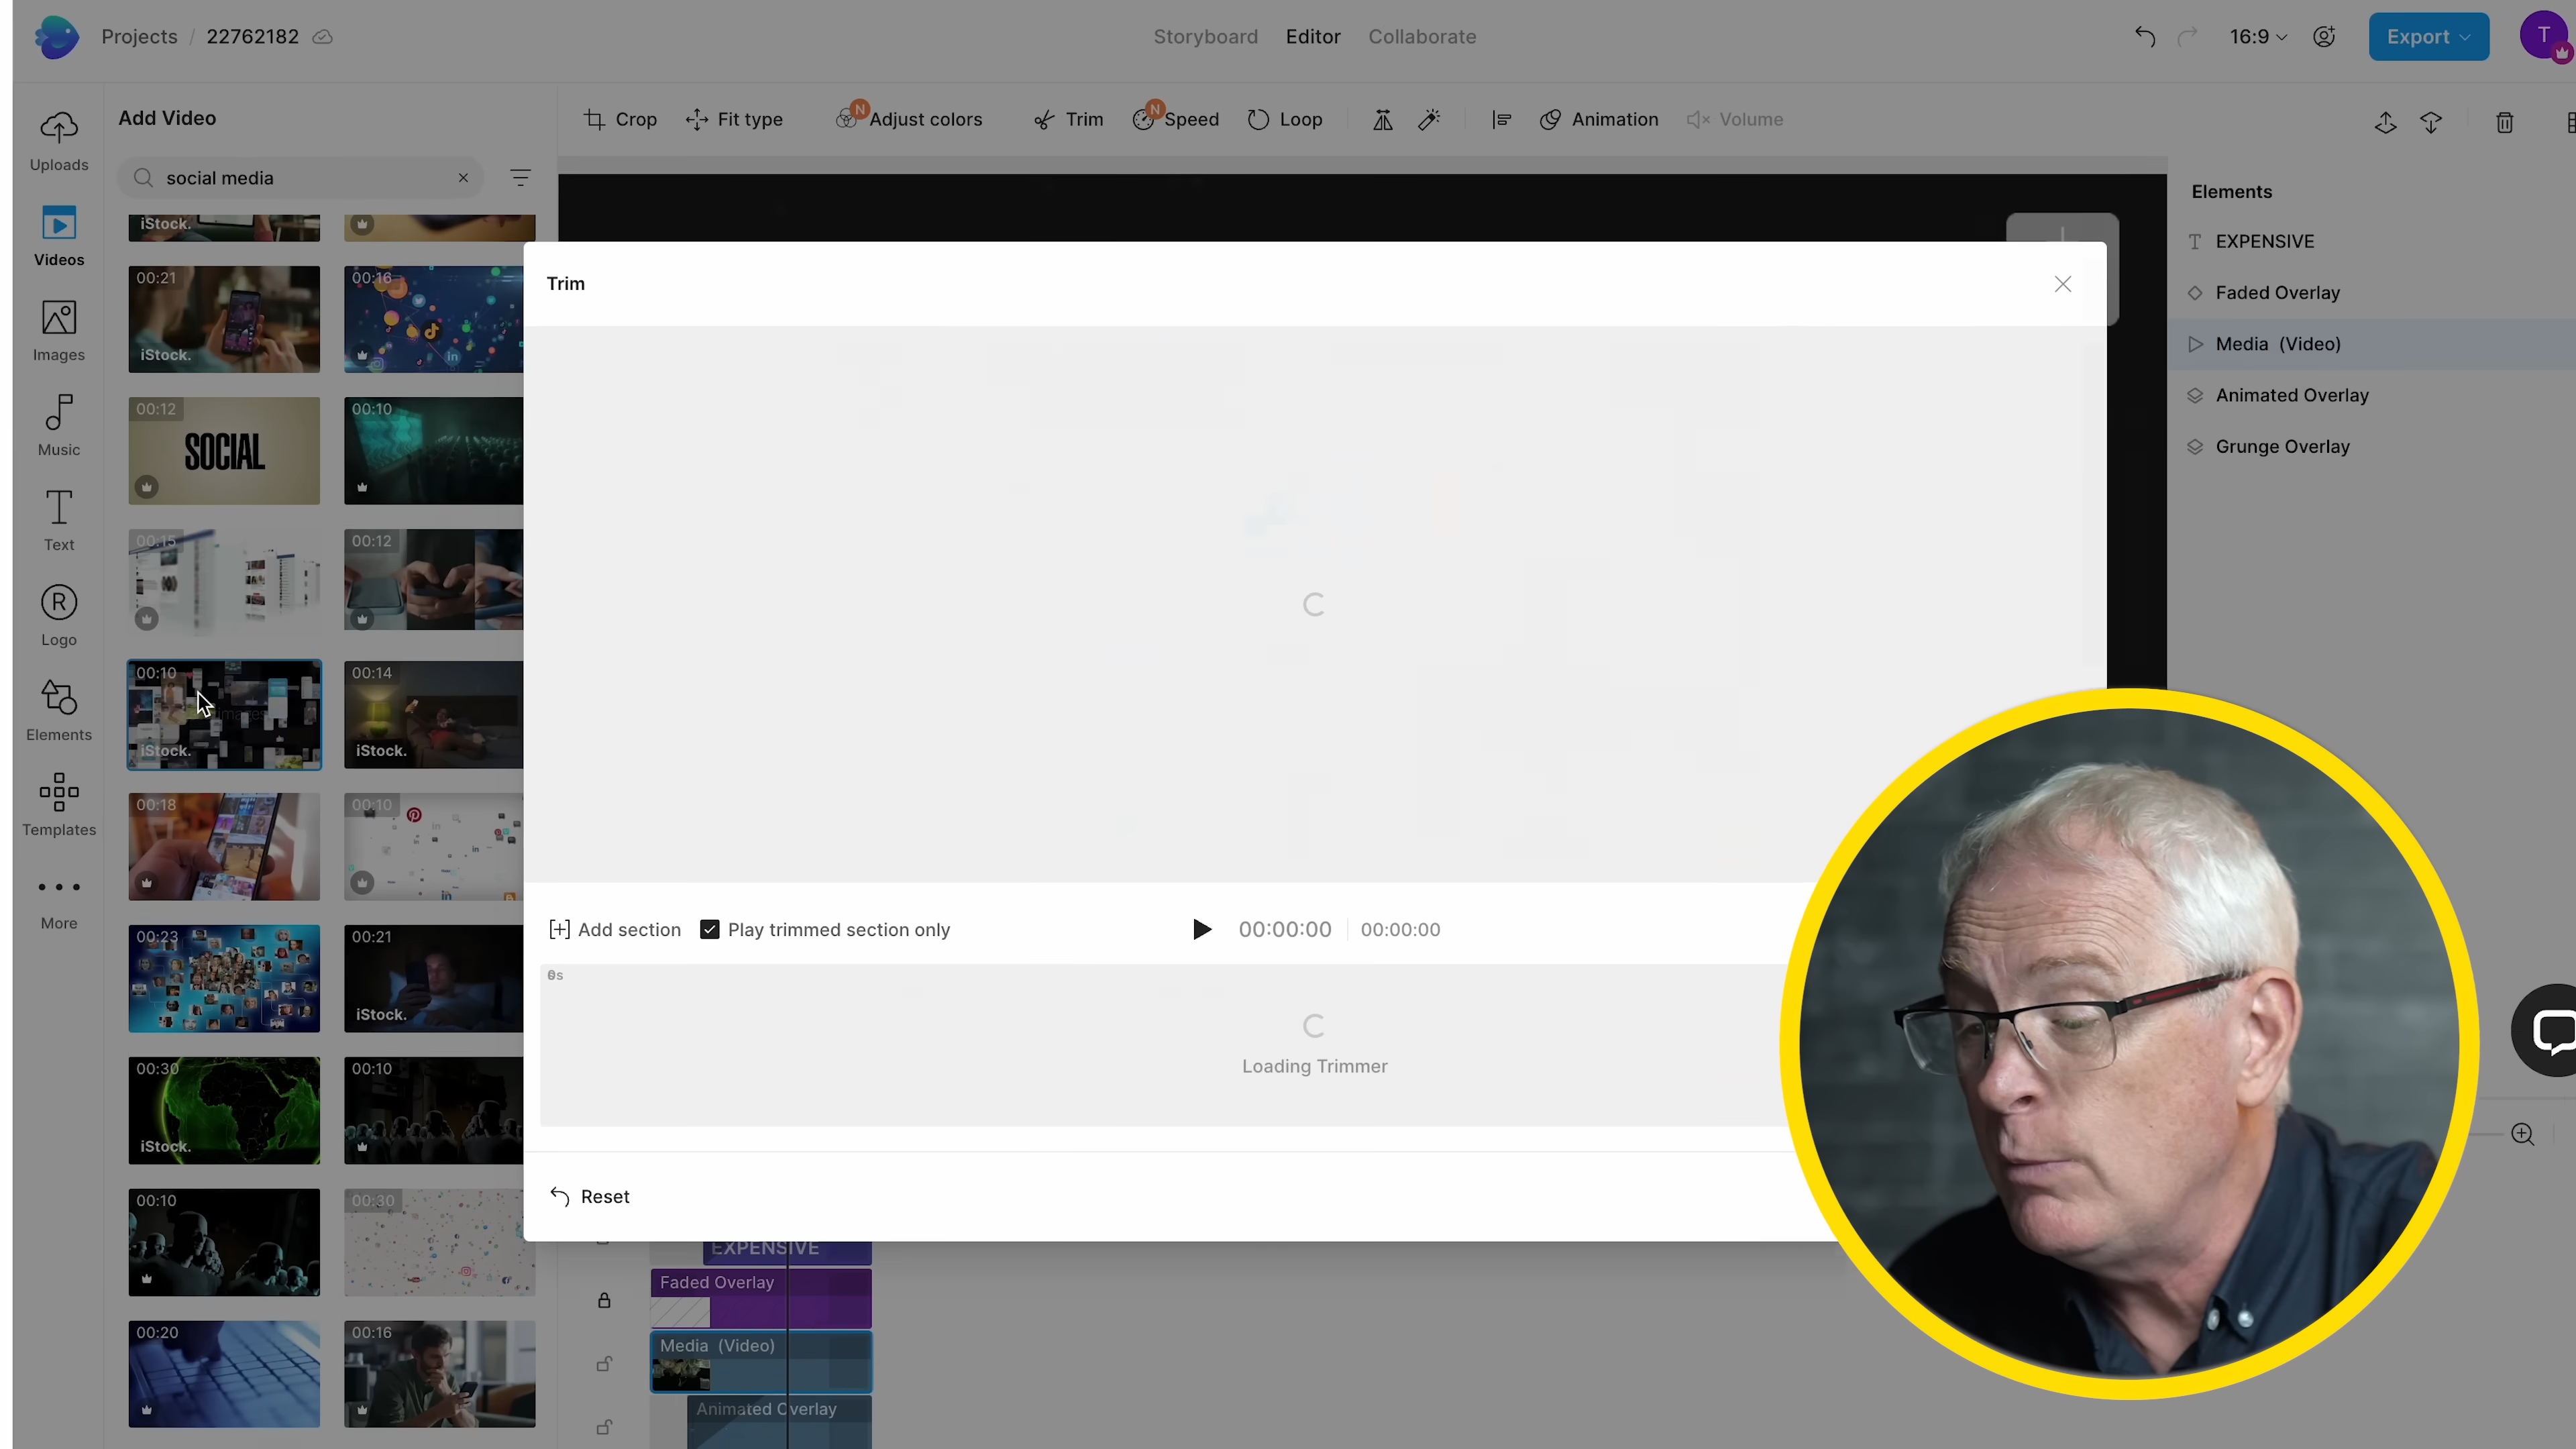 Projects / 22762182
Storyboard Editor Collaborate
16:9
Export
T
Uploads
Videos
Images
Music
Text
Logo
Elements
Templates
More
Add Video
social media
iStock.
00:21
iStock.
00:16
in
00:12
SOCIAL
00:10
00:15
00:12
00:10
iStock.
00:14
iStock.
00:18
00:10
in
00:23
iStock.
00:21
iStock.
00:30
iStock.
00:10
00:10
00:30
00:20
00:16
Crop
Fit type
N
Adjust colors
Trim
N
Speed
Loop
Animation
Volume
Elements
EXPENSIVE
Faded Overlay
Media (Video)
Animated Overlay
Grunge Overlay
Trim
Add section
Play trimmed section only
00:00:00
00:00:00
Loading Trimmer
Reset
EXPENSIVE
Faded Overlay
Media (Video)
Animated Overlay